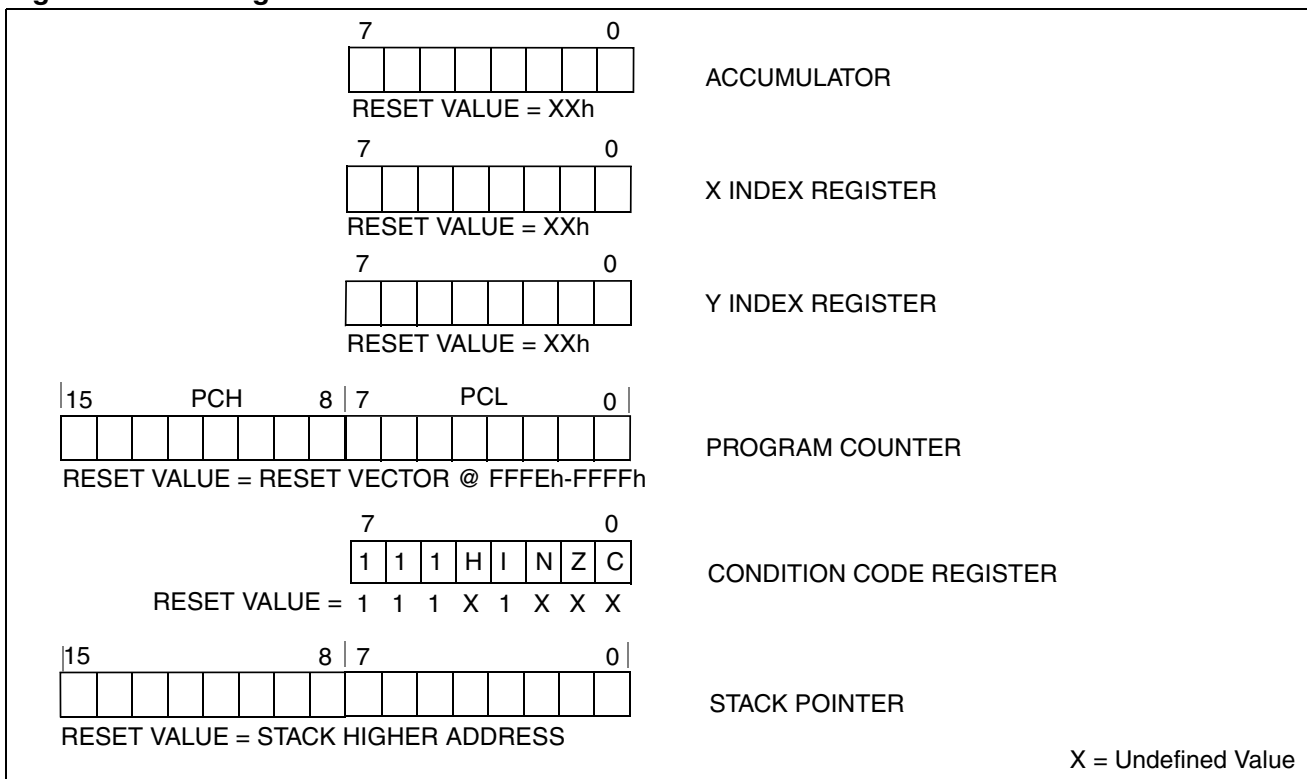 7 0
ACCUMULATOR
RESET VALUE = XXh
7 0
X INDEX REGISTER
RESET VALUE = XXh
7 0
Y INDEX REGISTER
RESET VALUE = XXh
15 PCH 8 7 PCL 0
PROGRAM COUNTER
RESET VALUE = RESET VECTOR @ FFFEh-FFFFh
7 0
1 1 1 H I N Z C
CONDITION CODE REGISTER
RESET VALUE = 1 1 1 X 1 X X X
15 8 7 0
STACK POINTER
RESET VALUE = STACK HIGHER ADDRESS
X = Undefined Value